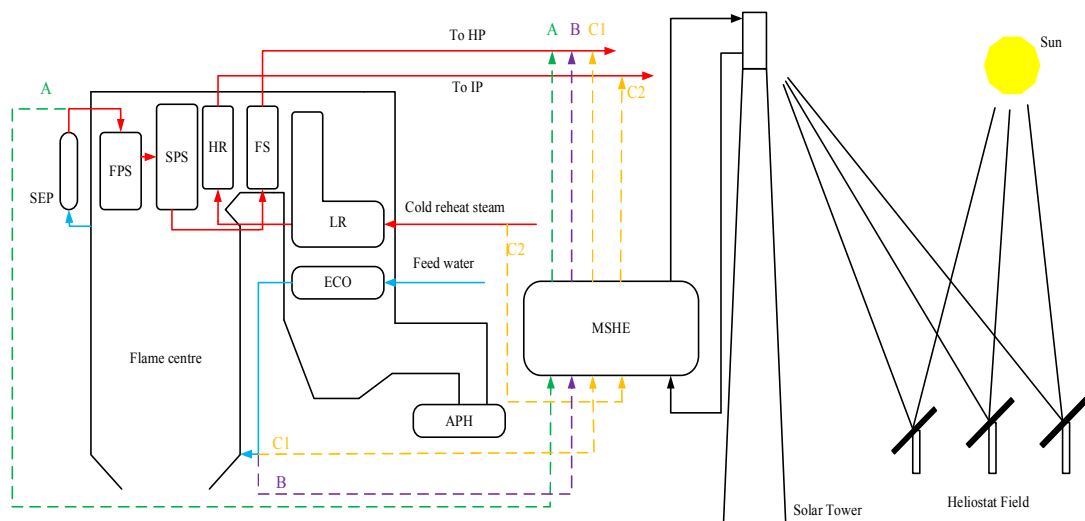 To HP
A
B
C1
Sun
To IP
C2
A
SPS
HR
FS
FPS
SEP
LR
Cold reheat steam
C2
ECO
Feed water
MSHE
Flame centre
APH
C1
B
Solar Tower
Heliostat Field